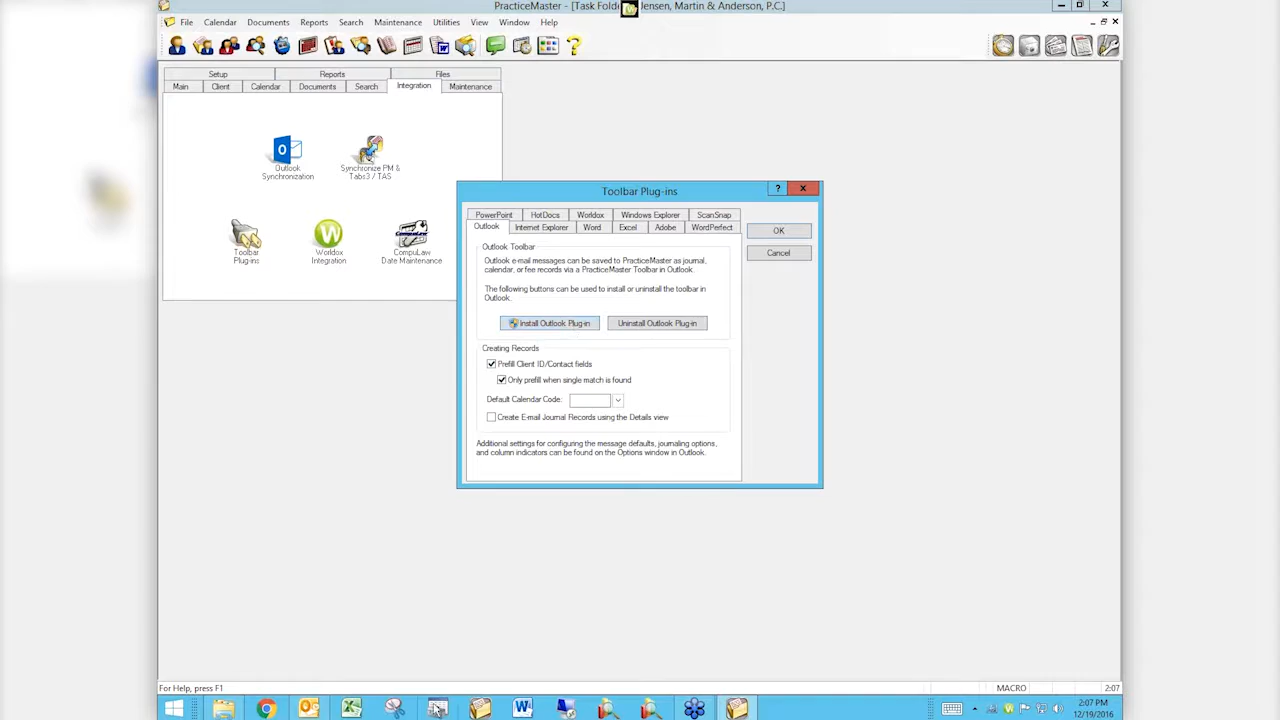 PracticeMaster - [Task Fold Jensen, Martin & Anderson, P.C.]
File Calendar Documents Reports Search Maintenance Utilities View Window Help
Setup Reports Files
Main Client Calendar Documents Search Integration Maintenance
Outlook
Synchronization
Synchronize PM &
Tabs3 / TAS
Toolbar
Plug-ins
Worldox
Integration
CompuLaw
Date Maintenance
Toolbar Plug-ins
PowerPoint HotDocs Worldox Windows Explorer ScanSnap
Outlook Internet Explorer Word Excel Adobe WordPerfect
OK
Cancel
Outlook Toolbar
Outlook e-mail messages can be saved to PracticeMaster as journal,
calendar, or fee records via a PracticeMaster Toolbar in Outlook.
The following buttons can be used to install or uninstall the toolbar in
Outlook.
Install Outlook Plug-in Uninstall Outlook Plug-in
Creating Records
Prefill Client ID/Contact fields
Only prefill when single match is found
Default Calendar Code:
Create E-mail Journal Records using the Details view
Additional settings for configuring the message defaults, journaling options,
and column indicators can be found on the Options window in Outlook.
For Help, press F1
MACRO 2:07
2:07 PM
12/19/2016